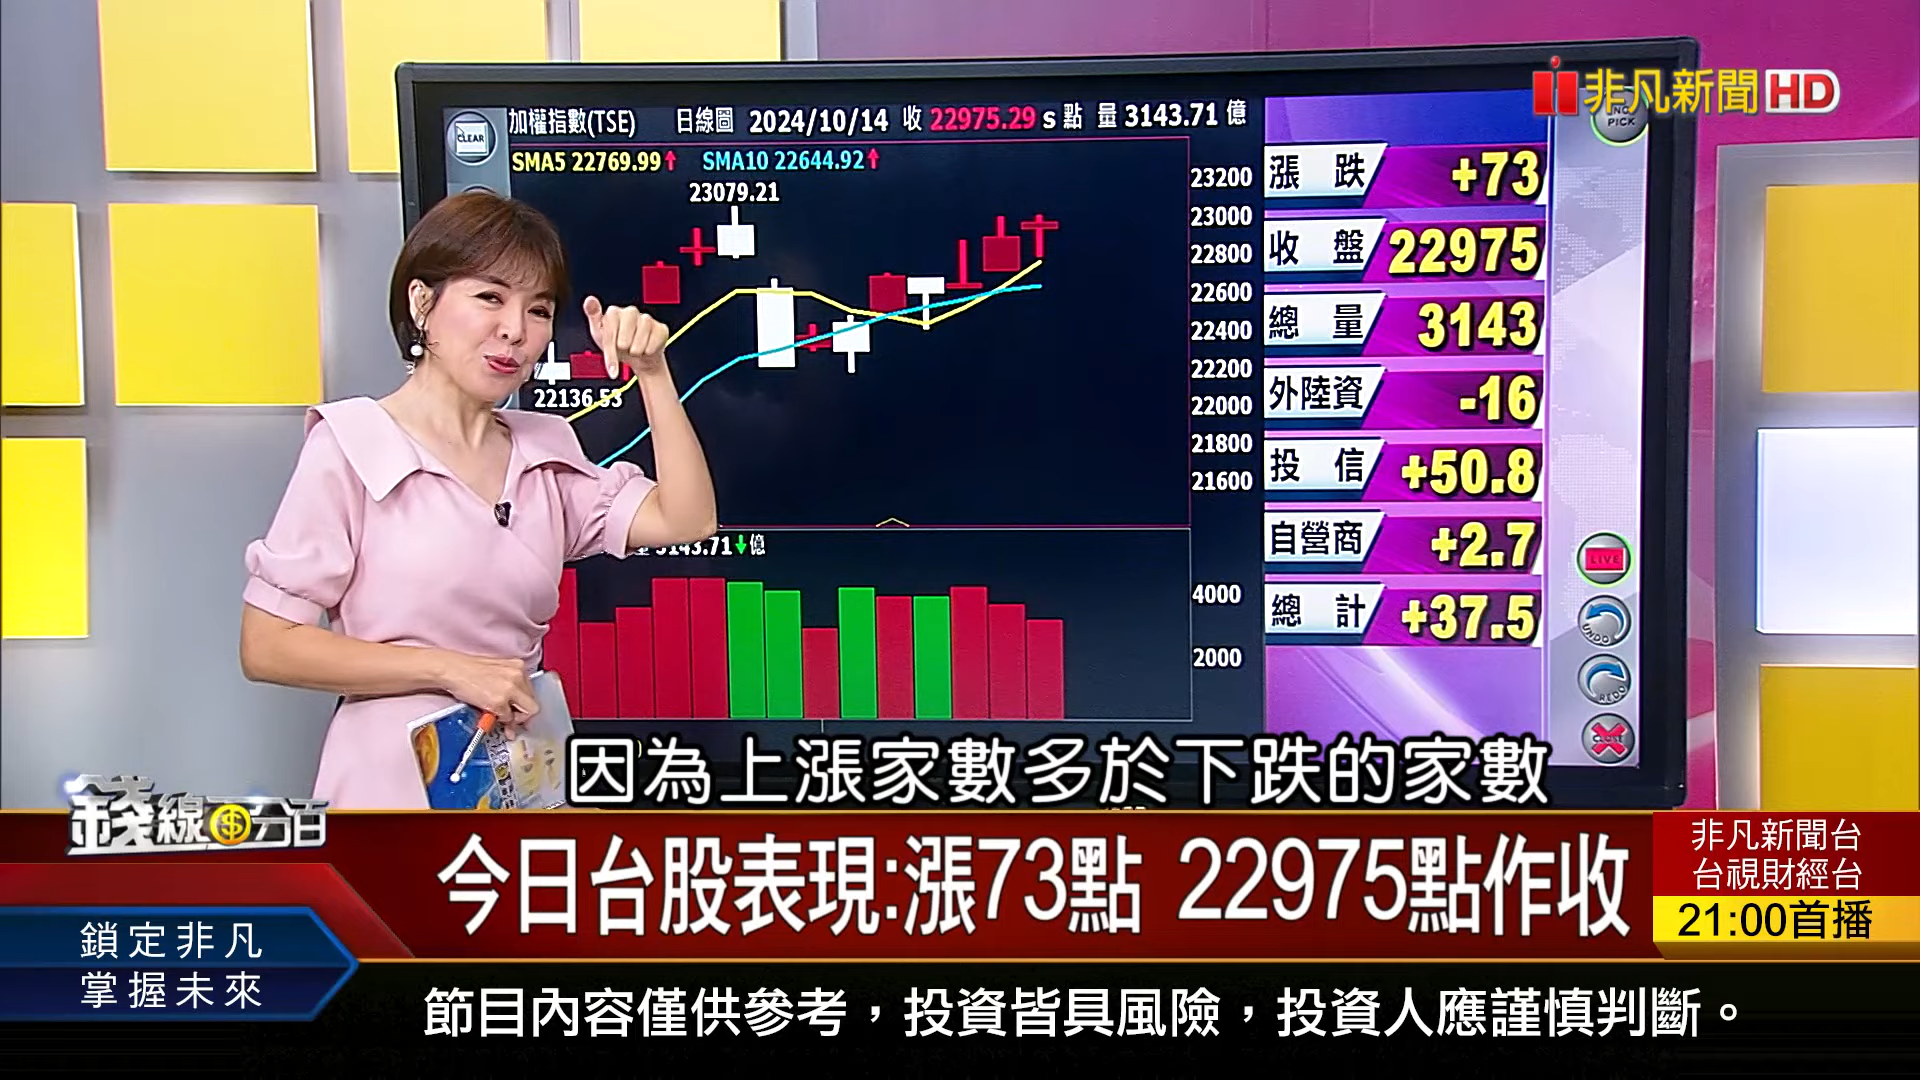 非凡新聞HD
CLEAR
加權指數(TSE) 日線圖 2024/10/14 收 22975.29 s 點 量 3143.71 億
PICK
SMA5 22769.99↑ SMA10 22644.92↑
23079.21
22136.53
23200
23000
22800
22600
22400
22200
22000
21800
21600
3143.71↓億
4000
2000
漲跌 +73
收盤 22975
總量 3143
外陸資 -16
投信 +50.8
自營商 +2.7
總計 +37.5
LIVE
UNDO
REDO
因為上漲家數多於下跌的家數
錢線百分百
今日台股表現:漲73點 22975點作收
非凡新聞台
台視財經台
21:00首播
鎖定非凡
掌握未來
節目內容僅供參考，投資皆具風險，投資人應謹慎判斷。